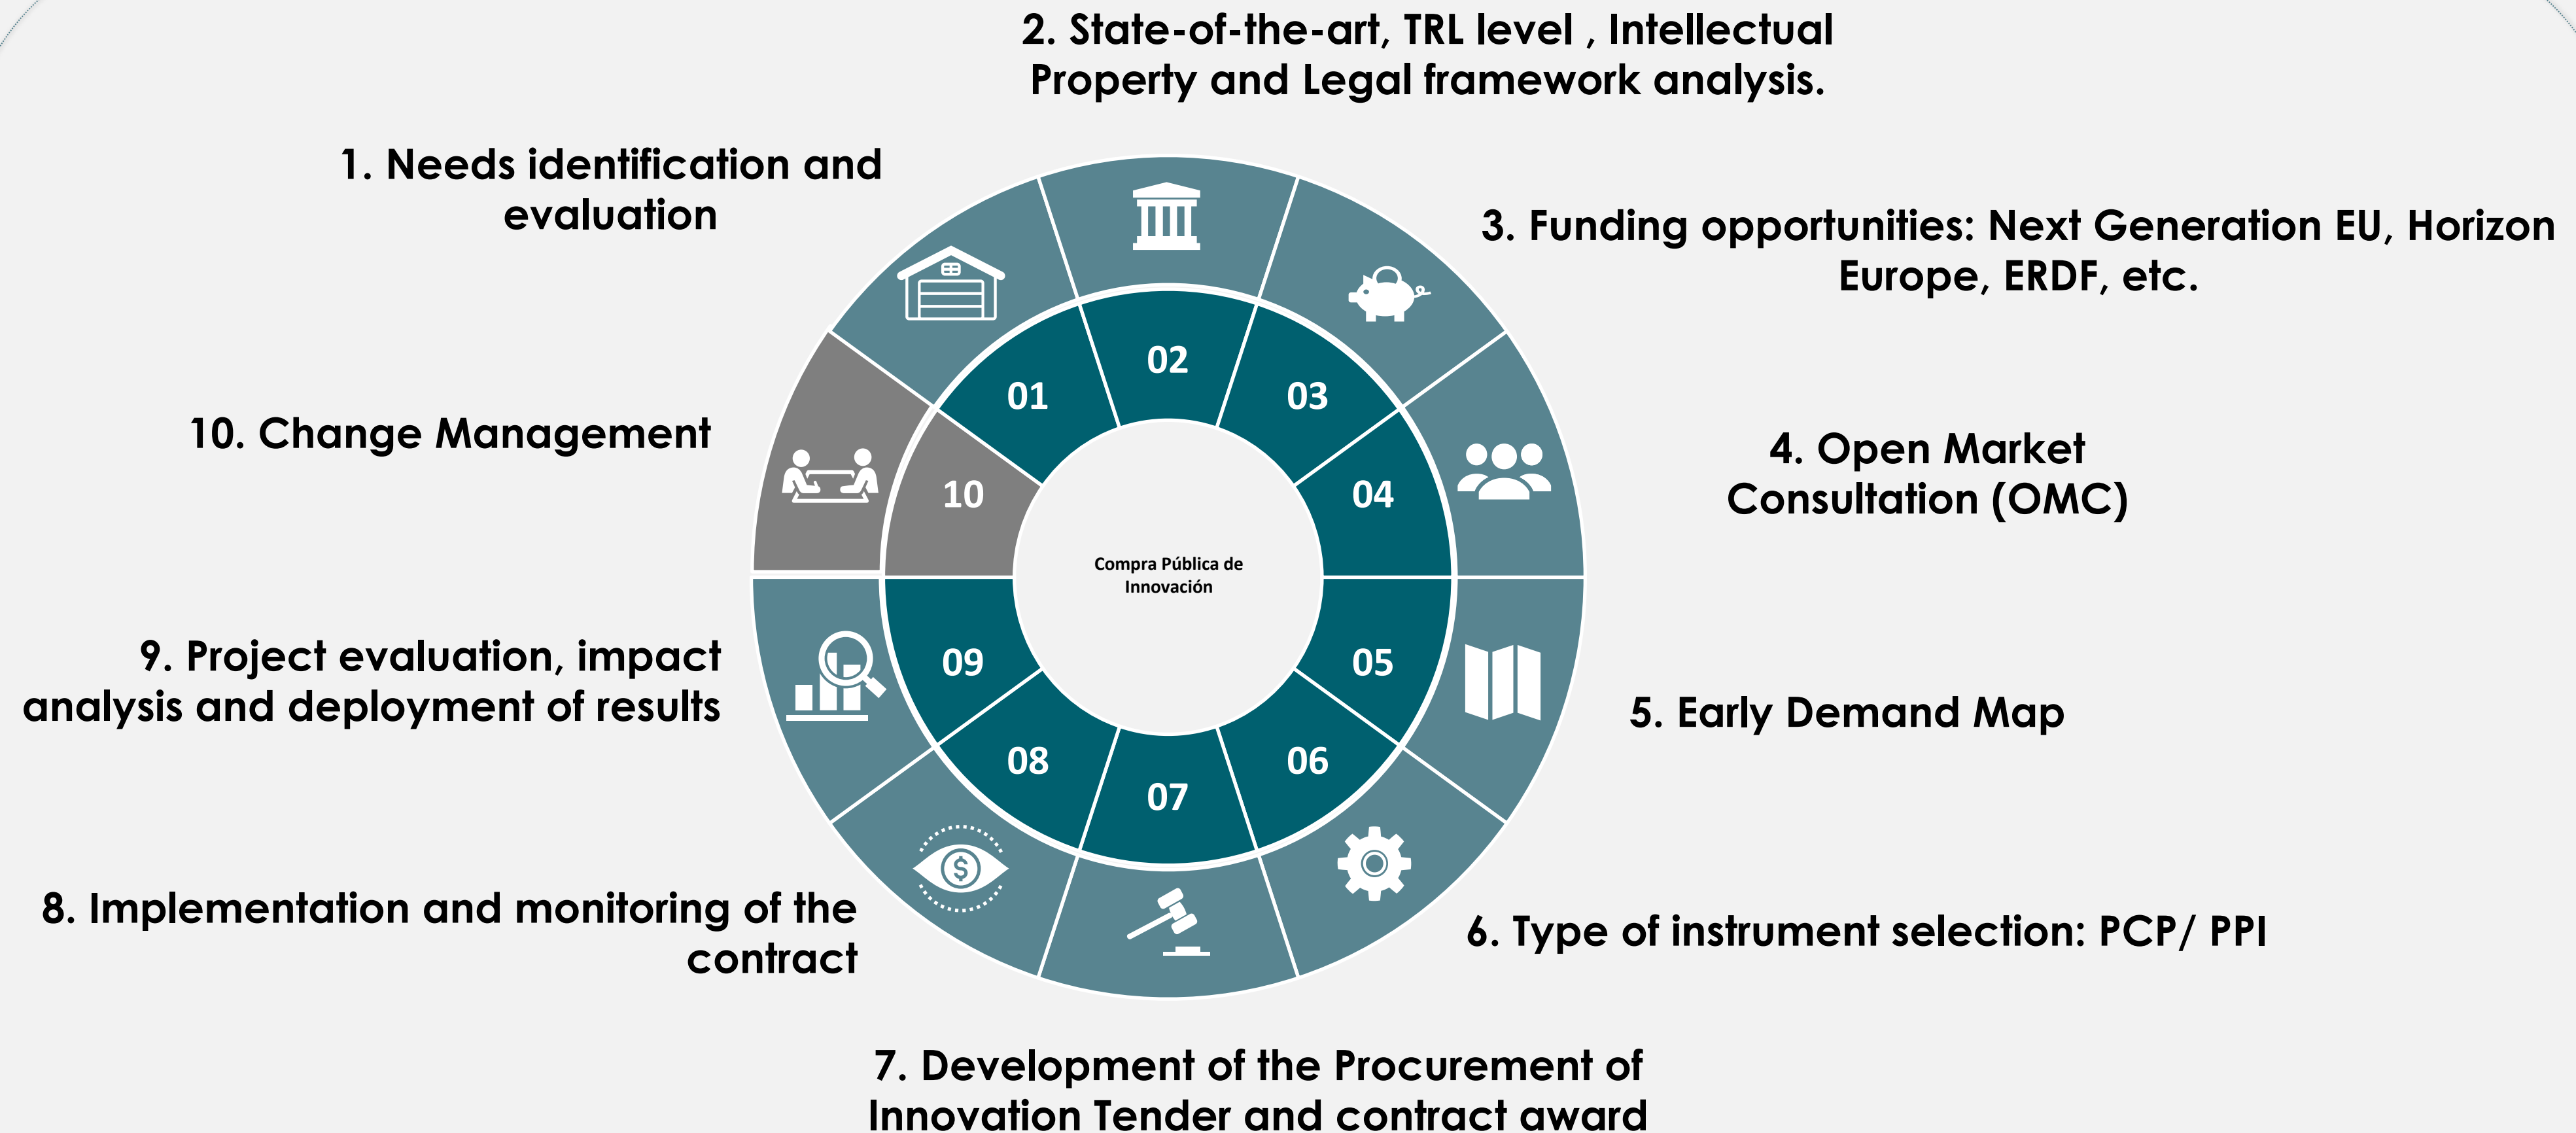 2. State-of-the-art, TRL level , Intellectual
Property and Legal framework analysis.
1. Needs identification and
evaluation
3. Funding opportunities: Next Generation EU, Horizon
Europe, ERDF, etc.
10. Change Management
4. Open Market
Consultation (OMC)
9. Project evaluation, impact
analysis and deployment of results
5. Early Demand Map
8. Implementation and monitoring of the
contract
6. Type of instrument selection: PCP/ PPI
7. Development of the Procurement of
Innovation Tender and contract award
01
02
03
04
05
06
07
08
09
10
Compra Pública de
Innovación
$